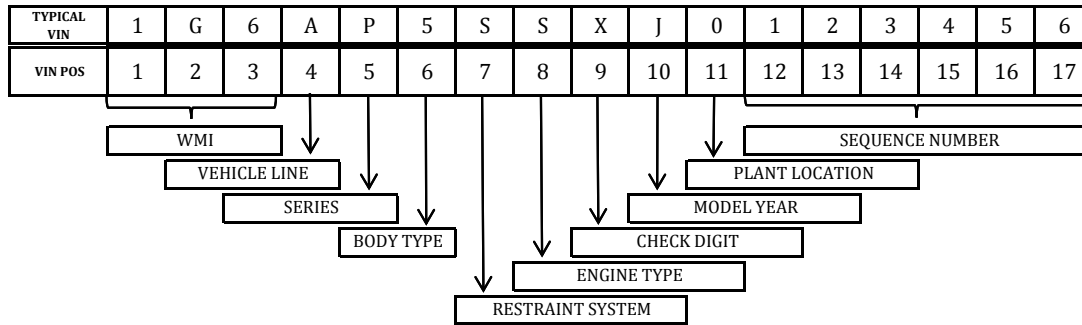 TYPICAL
VIN 1 G 6 A P 5 S S X J 0 1 2 3 4 5 6
VIN POS 1 2 3 4 5 6 7 8 9 10 11 12 13 14 15 16 17
WMI SEQUENCE NUMBER
VEHICLE LINE PLANT LOCATION
SERIES MODEL YEAR
BODY TYPE CHECK DIGIT
ENGINE TYPE
RESTRAINT SYSTEM